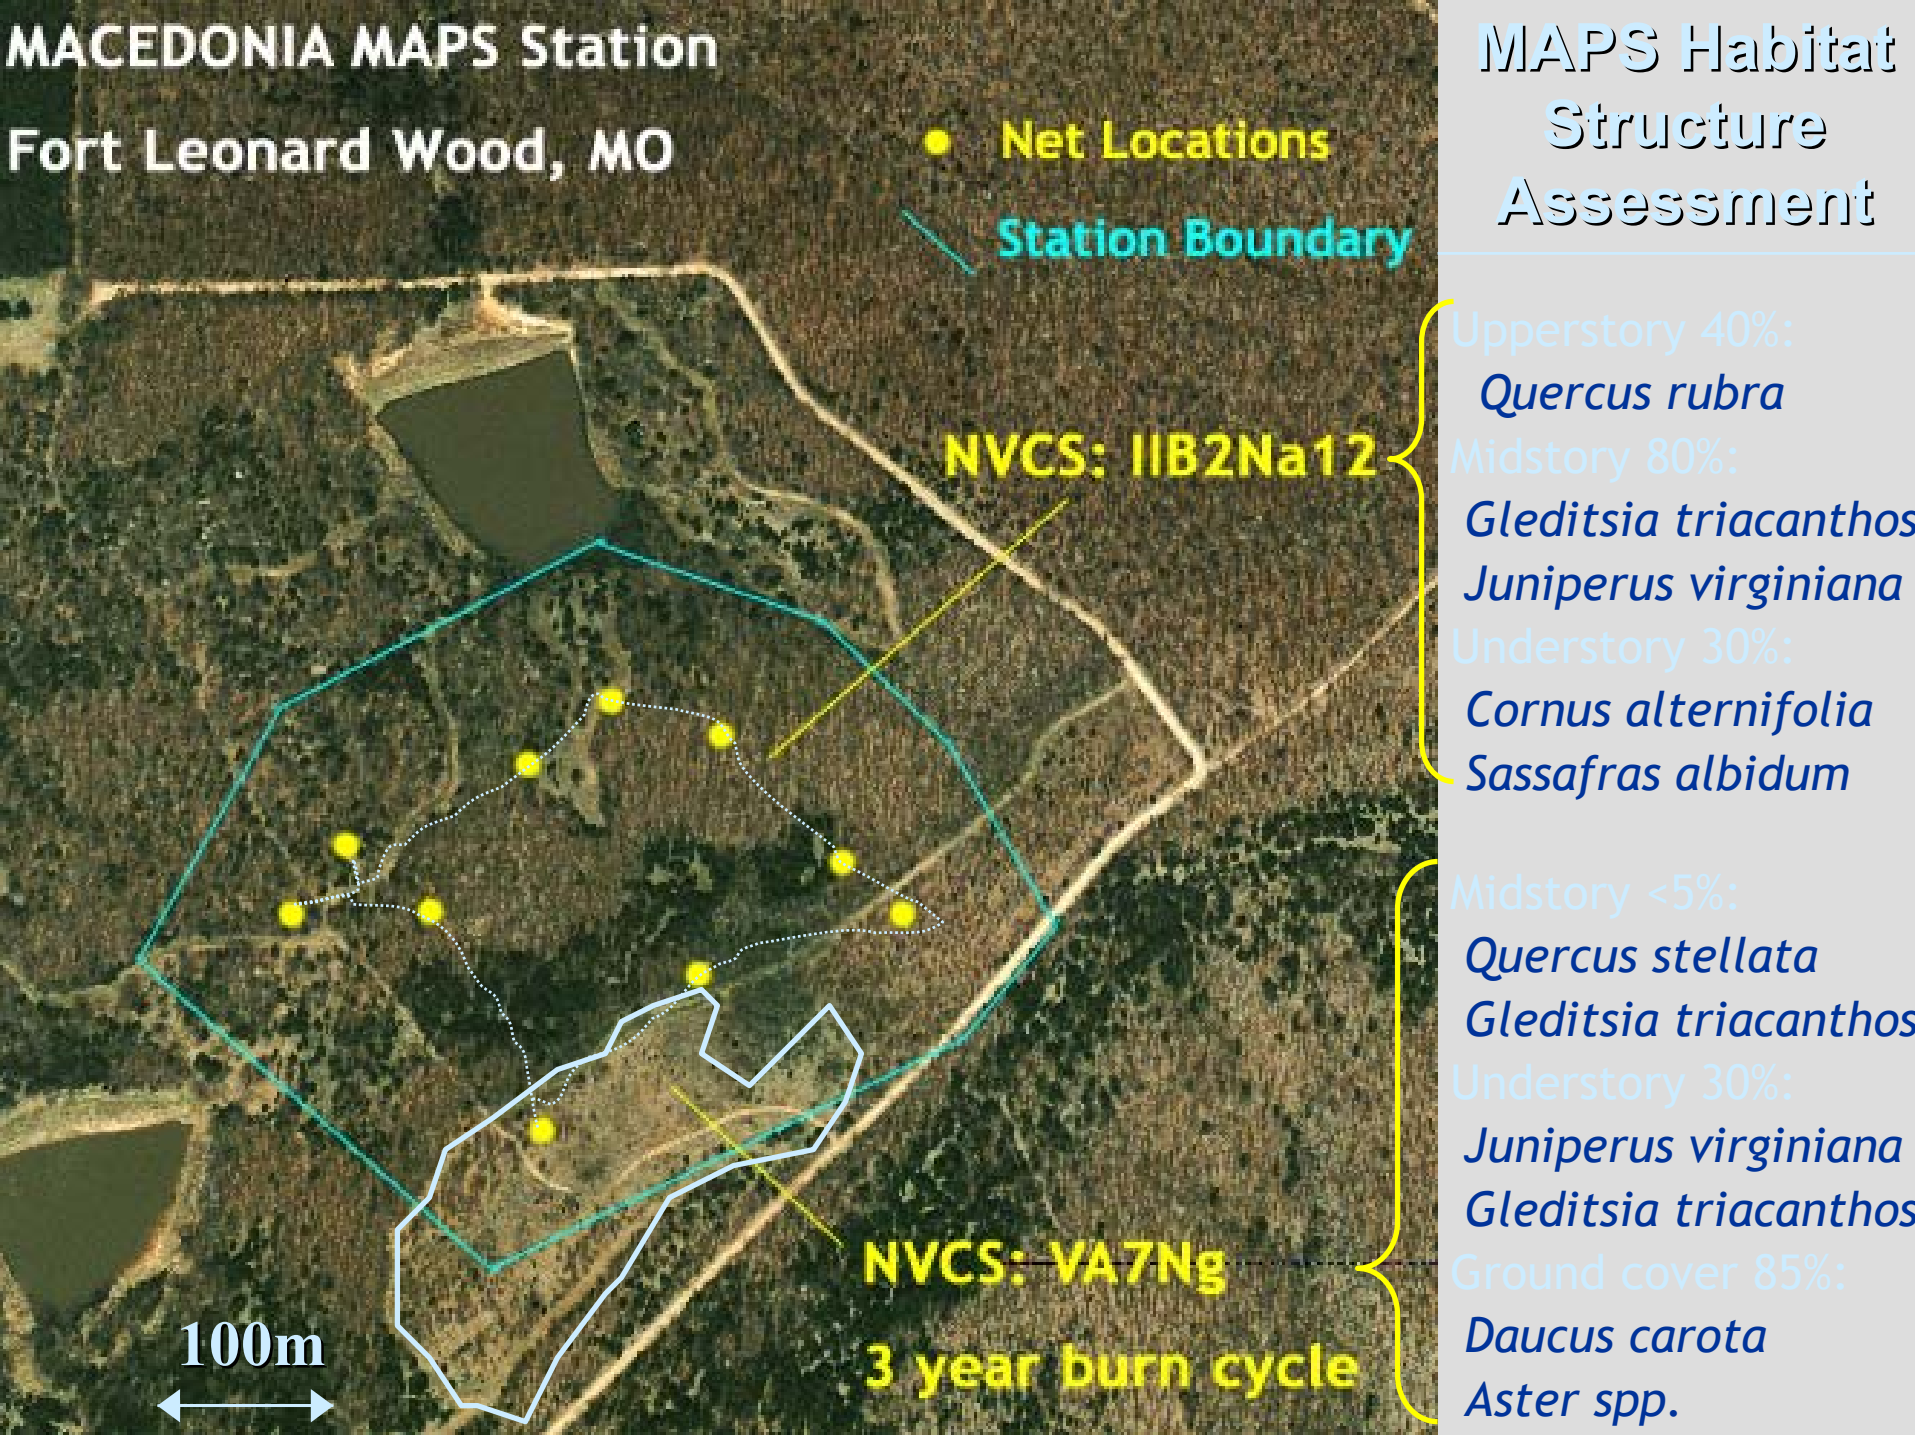 MACEDONIA MAPS Station
Fort Leonard Wood, MO
Net Locations
Station Boundary
NVCS: IIB2Na12
NVCS: VA7Ng
3 year burn cycle
100m
MAPS Habitat
Structure
Assessment
Upperstory 40%:
Quercus rubra
Midstory 80%:
Gleditsia triacanthos
Juniperus virginiana
Understory 30%:
Cornus alternifolia
Sassafras albidum
Midstory <5%:
Quercus stellata
Gleditsia triacanthos
Understory 30%:
Juniperus virginiana
Gleditsia triacanthos
Ground cover 85%:
Daucus carota
Aster spp.